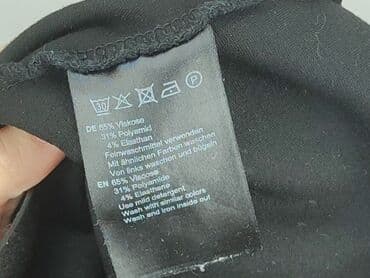 30 P
DE 65% Viskose
31% Polyamid
4% Elasthan
Feinwaschmittel verwenden
Mit ähnlichen Farben waschen
Von links waschen und bügeln
EN 65% Viscose
31% Polyamide
4% Elasthane
Use mild detergent
Wash with similar colors
Wash and iron inside out